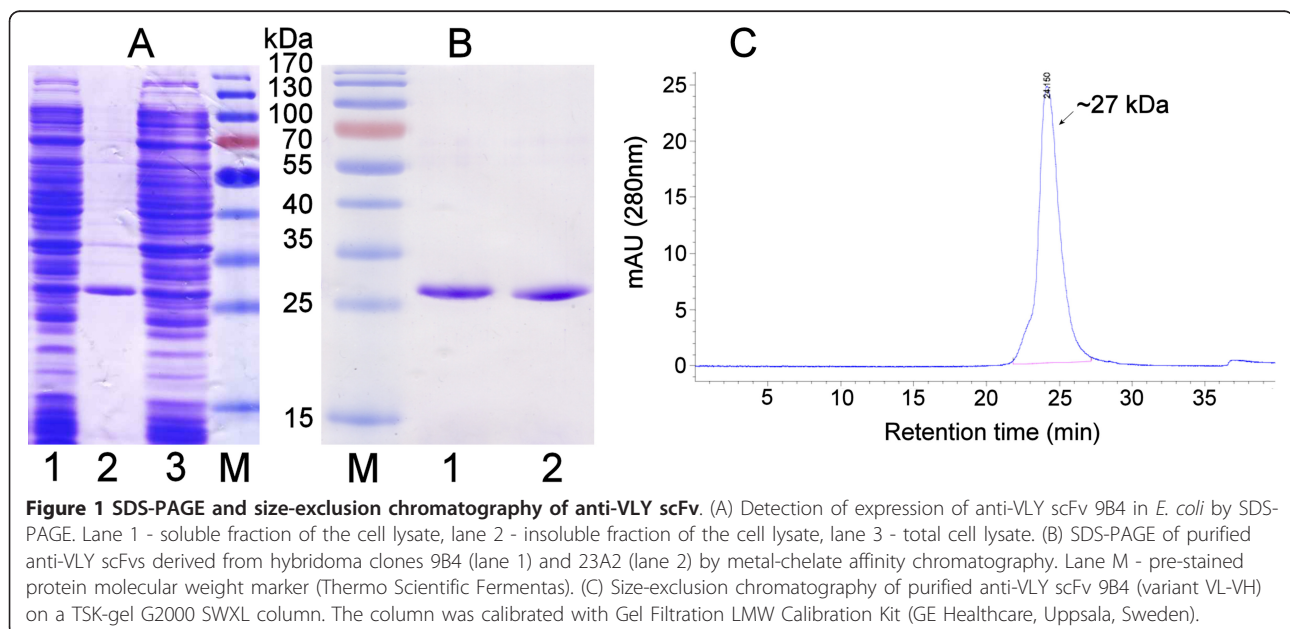 A
kDa
B
C
170
130
100
70
55
40
35
25
15
1 2 3 M
M 1 2
mAU (280nm)
25
20
15
10
5
0
24.150
~27 kDa
5 10 15 20 25 30 35
Retention time (min)
Figure 1 SDS-PAGE and size-exclusion chromatography of anti-VLY scFv. (A) Detection of expression of anti-VLY scFv 9B4 in E. coli by SDS-
PAGE. Lane 1 - soluble fraction of the cell lysate, lane 2 - insoluble fraction of the cell lysate, lane 3 - total cell lysate. (B) SDS-PAGE of purified
anti-VLY scFvs derived from hybridoma clones 9B4 (lane 1) and 23A2 (lane 2) by metal-chelate affinity chromatography. Lane M - pre-stained
protein molecular weight marker (Thermo Scientific Fermentas). (C) Size-exclusion chromatography of purified anti-VLY scFv 9B4 (variant VL-VH)
on a TSK-gel G2000 SWXL column. The column was calibrated with Gel Filtration LMW Calibration Kit (GE Healthcare, Uppsala, Sweden).